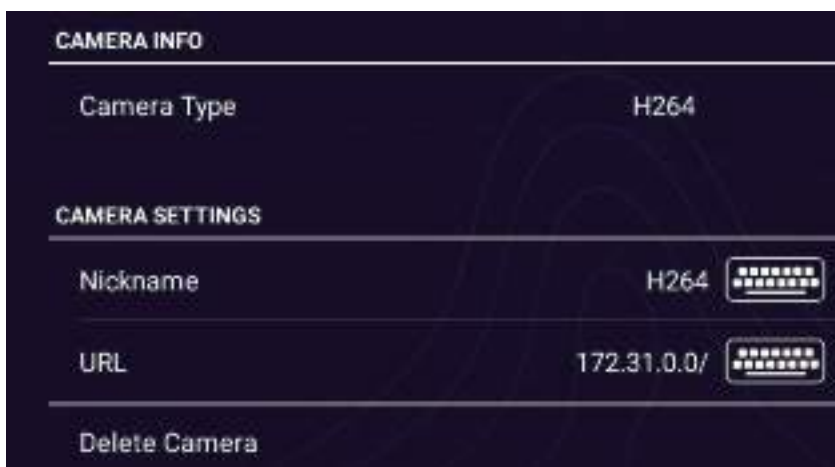 CAMERA INFO
Camera Type H264
CAMERA SETTINGS
Nickname H264
URL 172.31.0.0/
Delete Camera